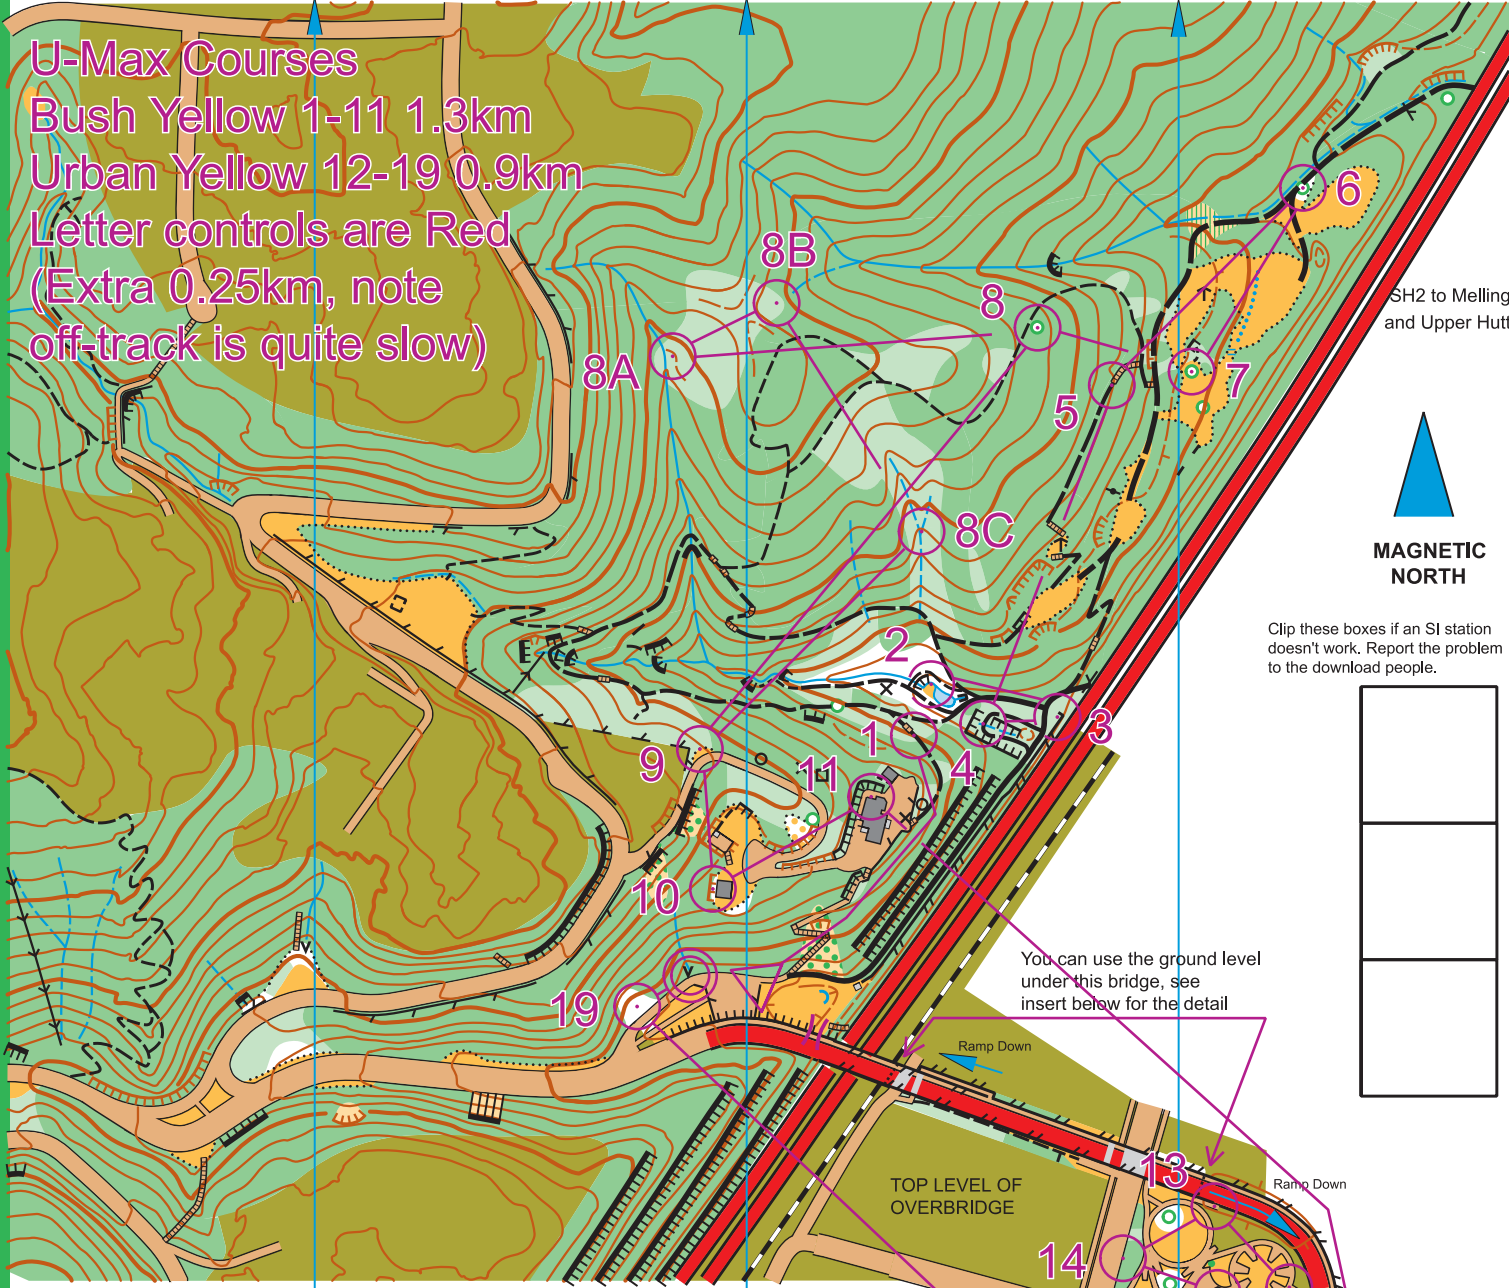 U-Max Courses
Bush Yellow 1-11 1.3km
Urban Yellow 12-19 0.9km
Letter controls are Red
(Extra 0.25km, note
off-track is quite slow)
8B
8
8A
6
SH2 to Melling
and Upper Hutt
7
5
8C
MAGNETIC
NORTH
Clip these boxes if an SI station
doesn't work. Report the problem
to the download people.
2
3
1
4
9
11
10
You can use the ground level
under this bridge, see
insert below for the detail
19
Ramp Down
13
Ramp Down
TOP LEVEL OF
OVERBRIDGE
14